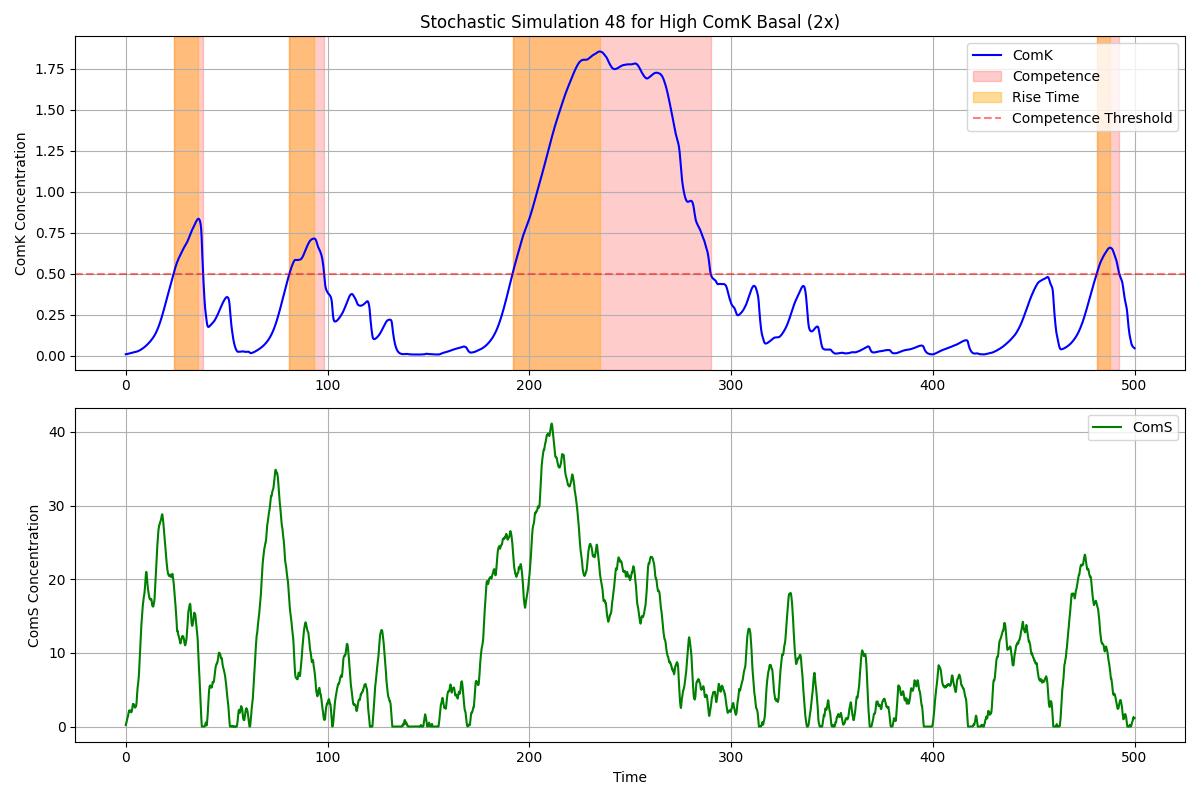 Stochastic Simulation 48 for High ComK Basal (2x)
ComK Concentration
1.75
1.50
1.25
1.00
0.75
0.50
0.25
0.00
ComK
Competence
Rise Time
Competence Threshold
0 100 200 300 400 500
ComS Concentration
40
30
20
10
0
ComS
0 100 200 300 400 500
Time